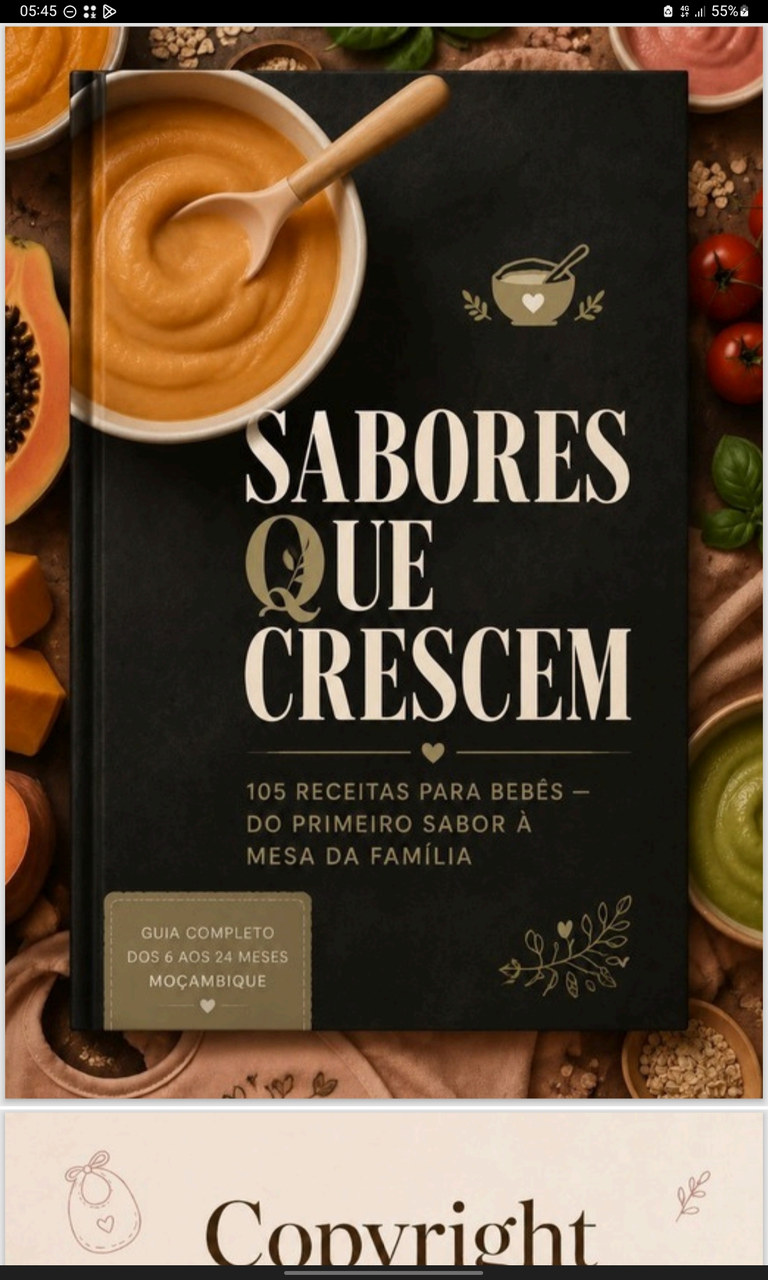 05:45
4G
55%
SABORES
QUE
CRESCEM
105 RECEITAS PARA BEBÊS —
DO PRIMEIRO SABOR À
MESA DA FAMÍLIA
GUIA COMPLETO
DOS 6 AOS 24 MESES
MOÇAMBIQUE
Copyright